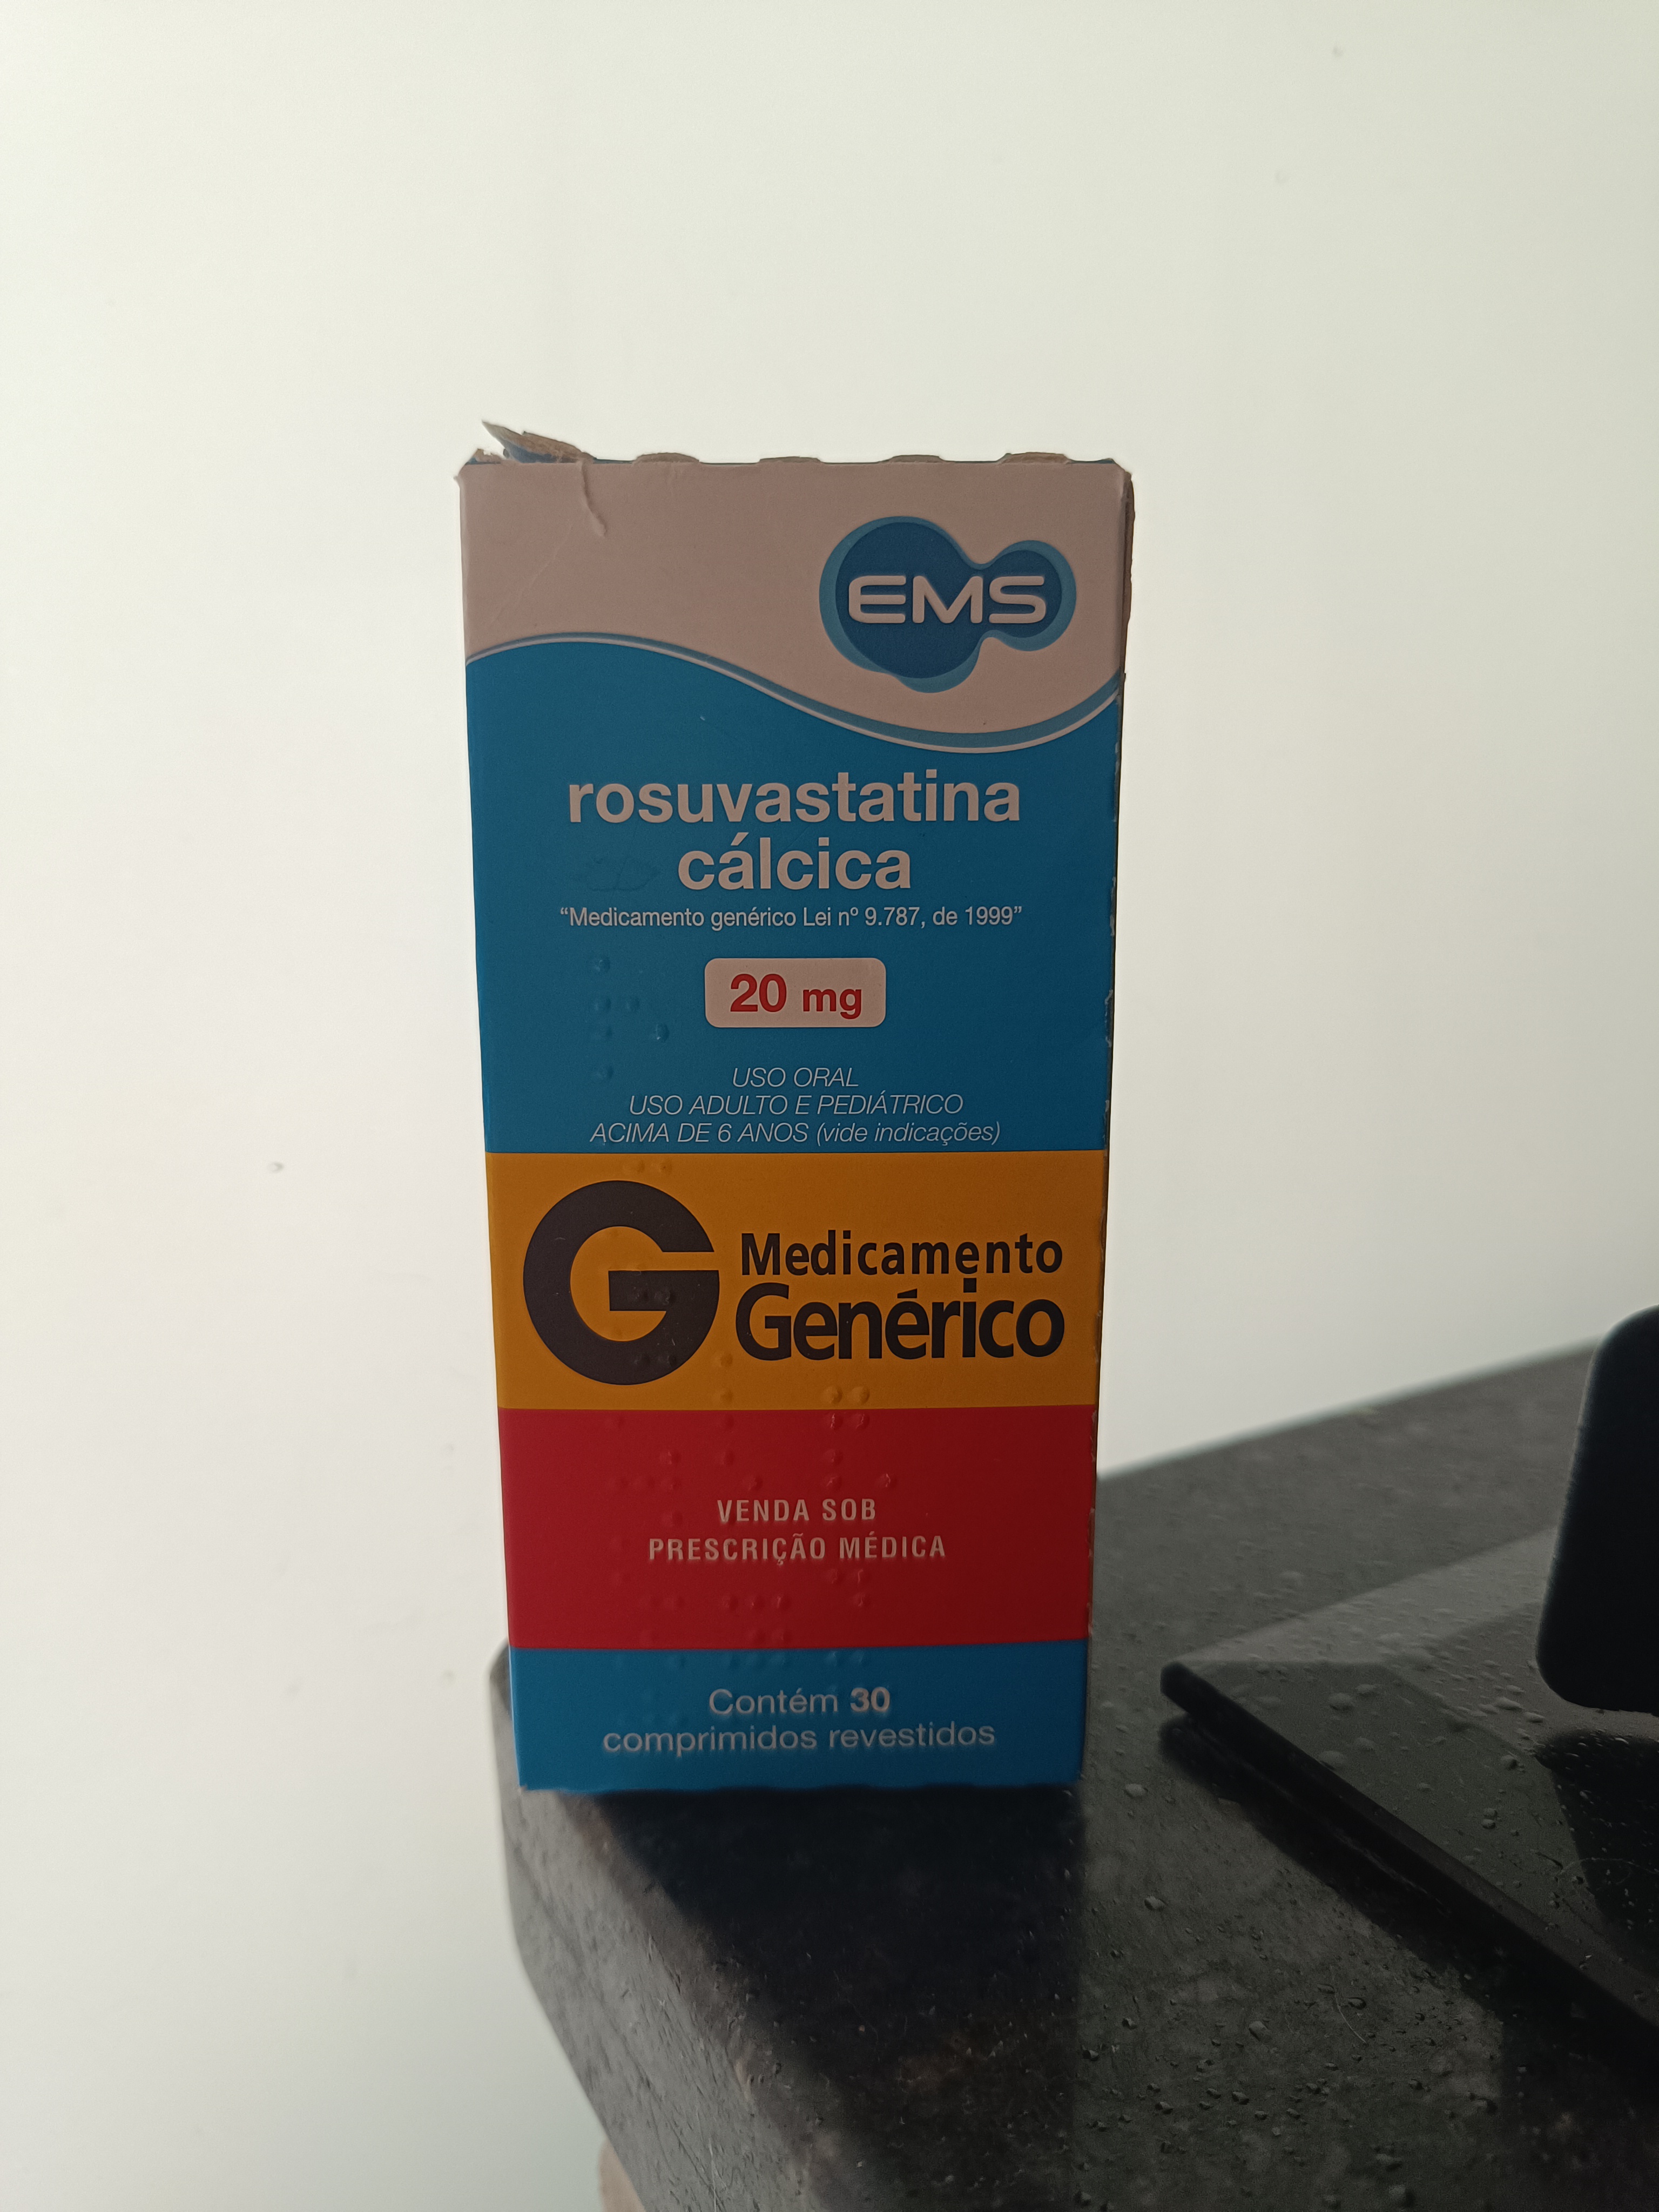 EMS
rosuvastatina
cálcica
“Medicamento genérico Lei nº 9.787, de 1999”
20 mg
USO ORAL
USO ADULTO E PEDIÁTRICO
ACIMA DE 6 ANOS (vide indicações)
G Medicamento
Genérico
VENDA SOB
PRESCRIÇÃO MÉDICA
Contém 30
comprimidos revestidos